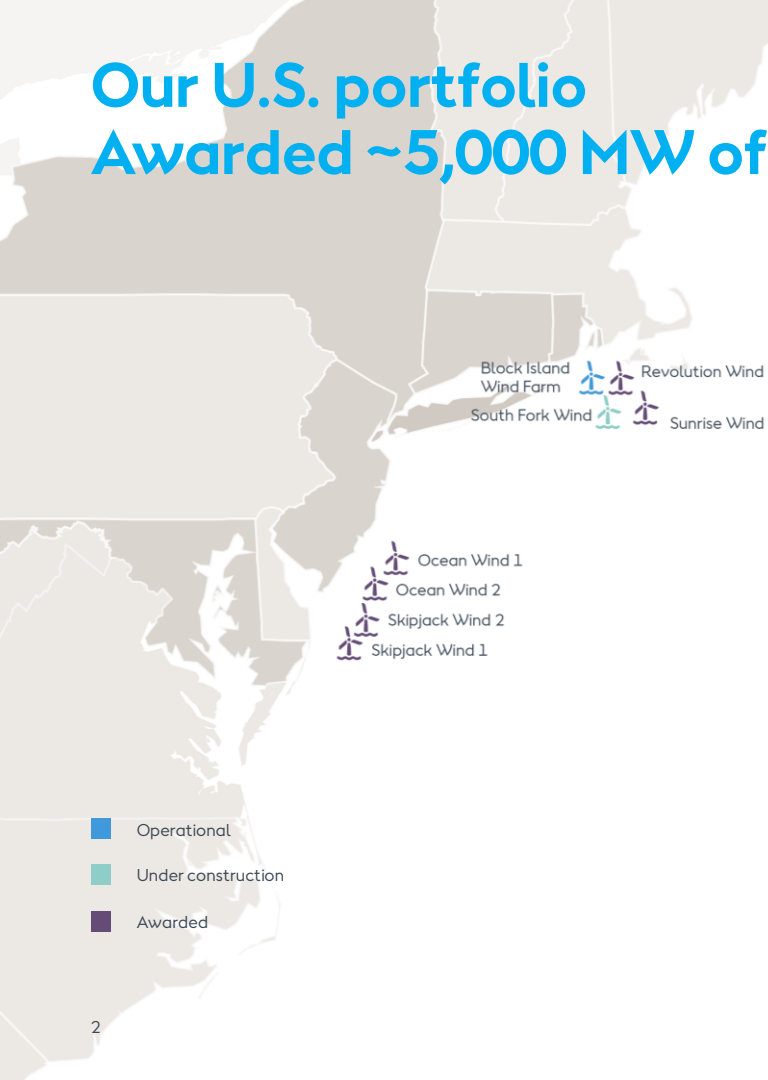 Our U.S. portfolio
Awarded ~5,000 MW of
Block Island
Wind Farm
Revolution Wind
South Fork Wind
Sunrise Wind
Ocean Wind 1
Ocean Wind 2
Skipjack Wind 2
Skipjack Wind 1
Operational
Under construction
Awarded
2